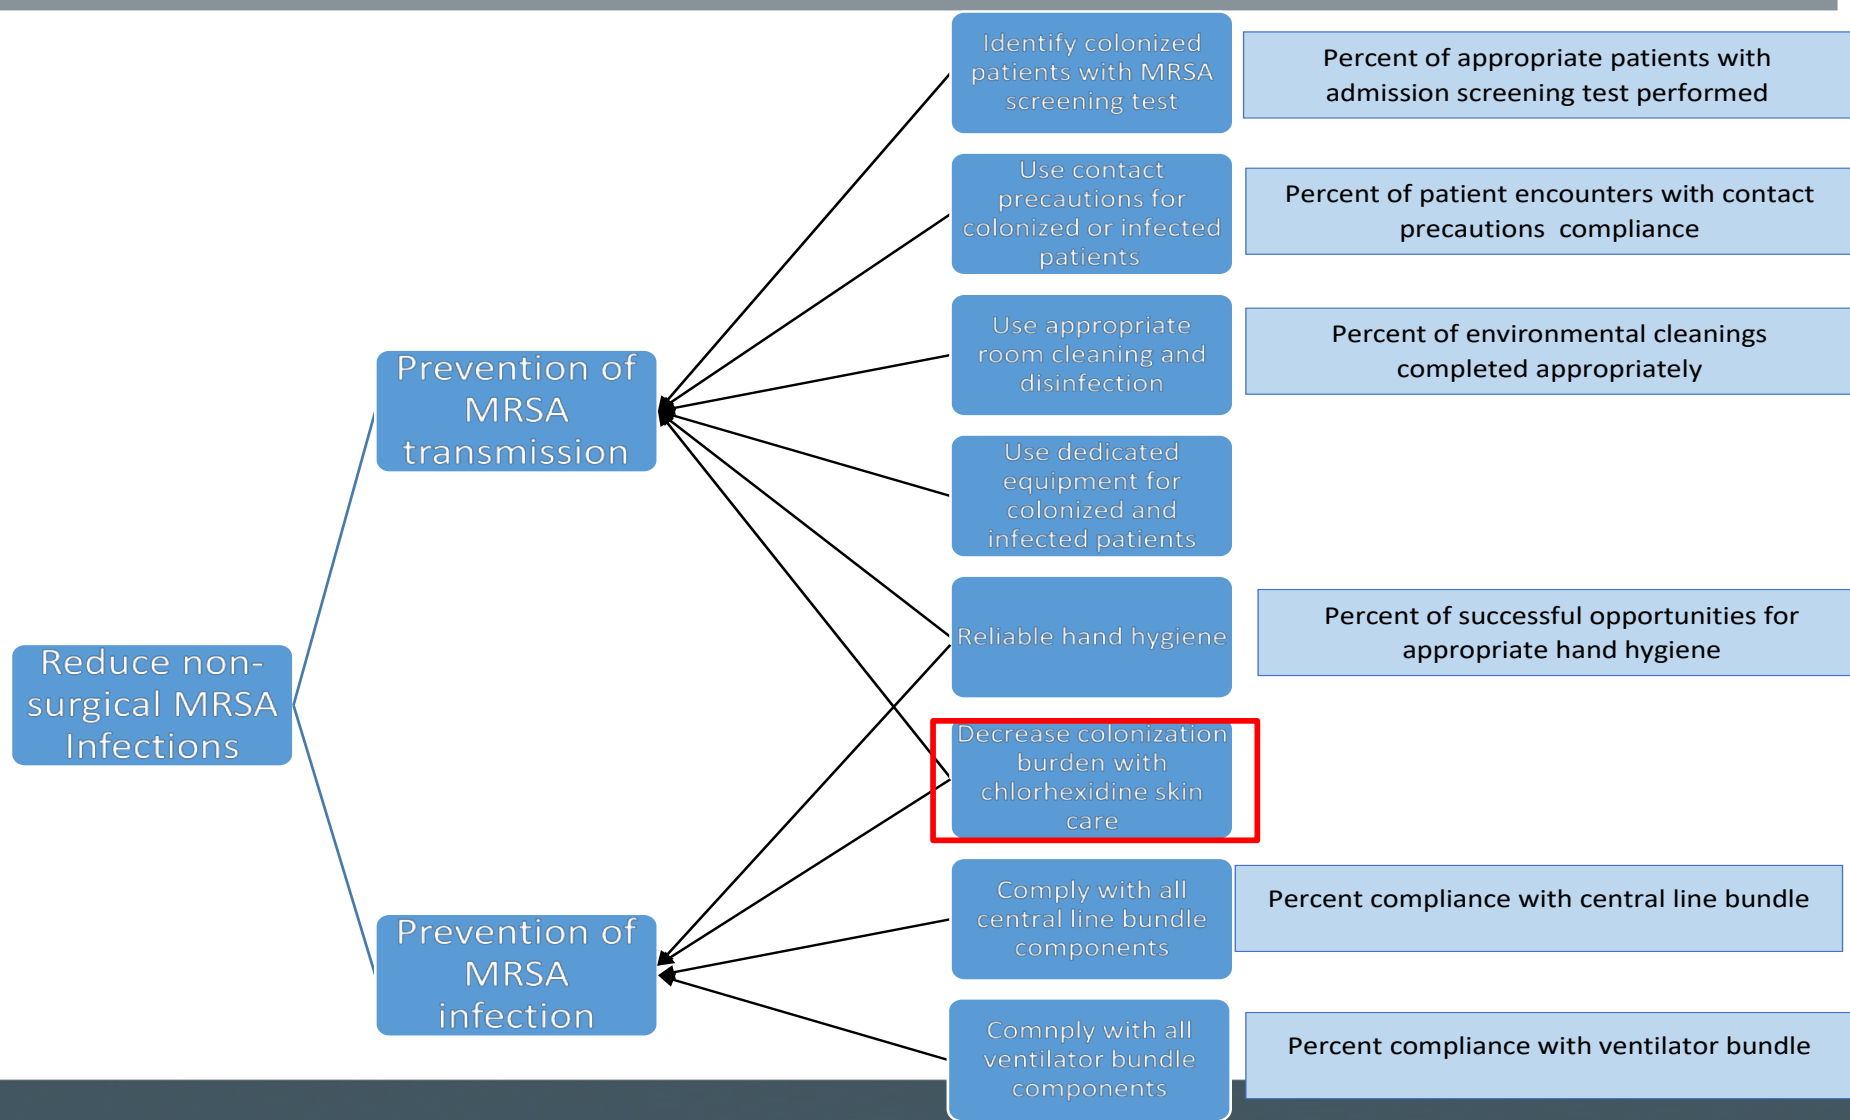 Identify colonized
patients with MRSA
screening test
Percent of appropriate patients with
admission screening test performed
Use contact
precautions for
colonized or infected
patients
Percent of patient encounters with contact
precautions compliance
Use appropriate
room cleaning and
disinfection
Percent of environmental cleanings
completed appropriately
Prevention of
MRSA
transmission
Use dedicated
equipment for
colonized and
infected patients
Reliable hand hygiene
Percent of successful opportunities for
appropriate hand hygiene
Reduce non-
surgical MRSA
Infections
Decrease colonization
burden with
chlorhexidine skin
care
Comply with all
central line bundle
components
Percent compliance with central line bundle
Prevention of
MRSA
infection
Comnply with all
ventilator bundle
components
Percent compliance with ventilator bundle